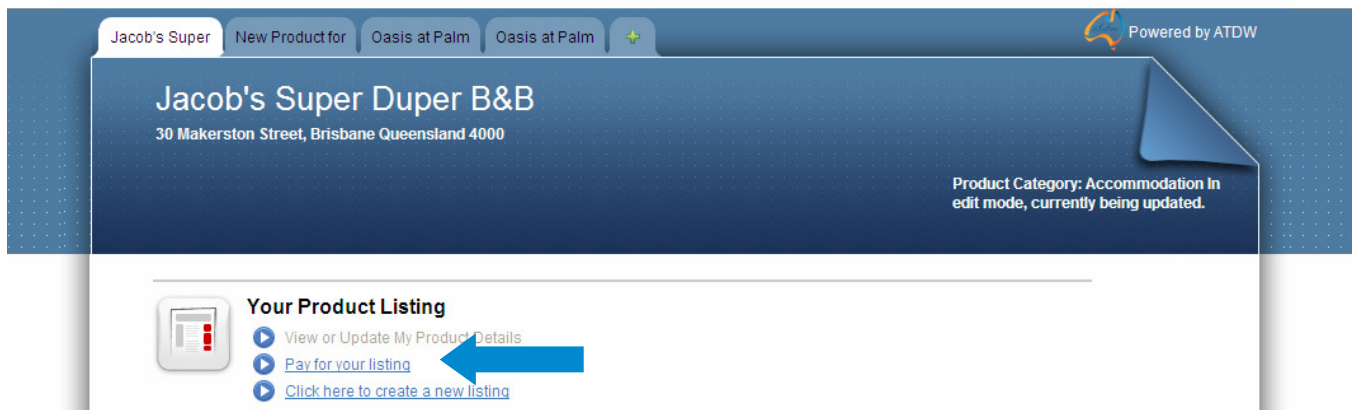 Jacob's Super New Product for Oasis at Palm Oasis at Palm Powered by ATDW
Jacob's Super Duper B&B
30 Makerston Street, Brisbane Queensland 4000
Product Category: Accommodation In
edit mode, currently being updated.
Your Product Listing
View or Update My Product Details
Pay for your listing
Click here to create a new listing